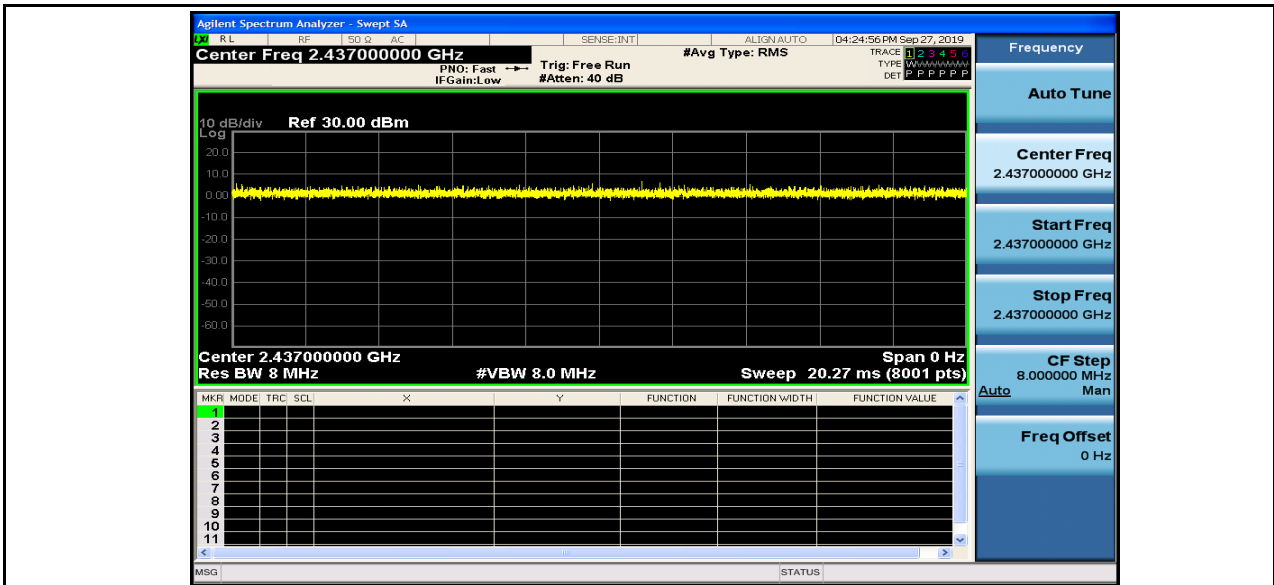 Agilent Spectrum Analyzer - Swept SA
LXI RL RF 50 Ω AC SENSE:INT ALIGN AUTO 04:24:56 PM Sep 27, 2019
Center Freq 2.437000000 GHz #Avg Type: RMS TRACE 1 2 3 4 5 6
PNO: Fast Trig: Free Run TYPE WWWWWW
IFGain:Low #Atten: 40 dB DET P P P P P P
10 dB/div Ref 30.00 dBm
Log
20.0
10.0
0.00
-10.0
-20.0
-30.0
-40.0
-50.0
-60.0
Center 2.437000000 GHz Span 0 Hz
Res BW 8 MHz #VBW 8.0 MHz Sweep 20.27 ms (8001 pts)
MKR MODE TRC SCL X Y FUNCTION FUNCTION WIDTH FUNCTION VALUE
1
2
3
4
5
6
7
8
9
10
11
MSG STATUS
Frequency
Auto Tune
Center Freq
2.437000000 GHz
Start Freq
2.437000000 GHz
Stop Freq
2.437000000 GHz
CF Step
8.000000 MHz
Auto Man
Freq Offset
0 Hz